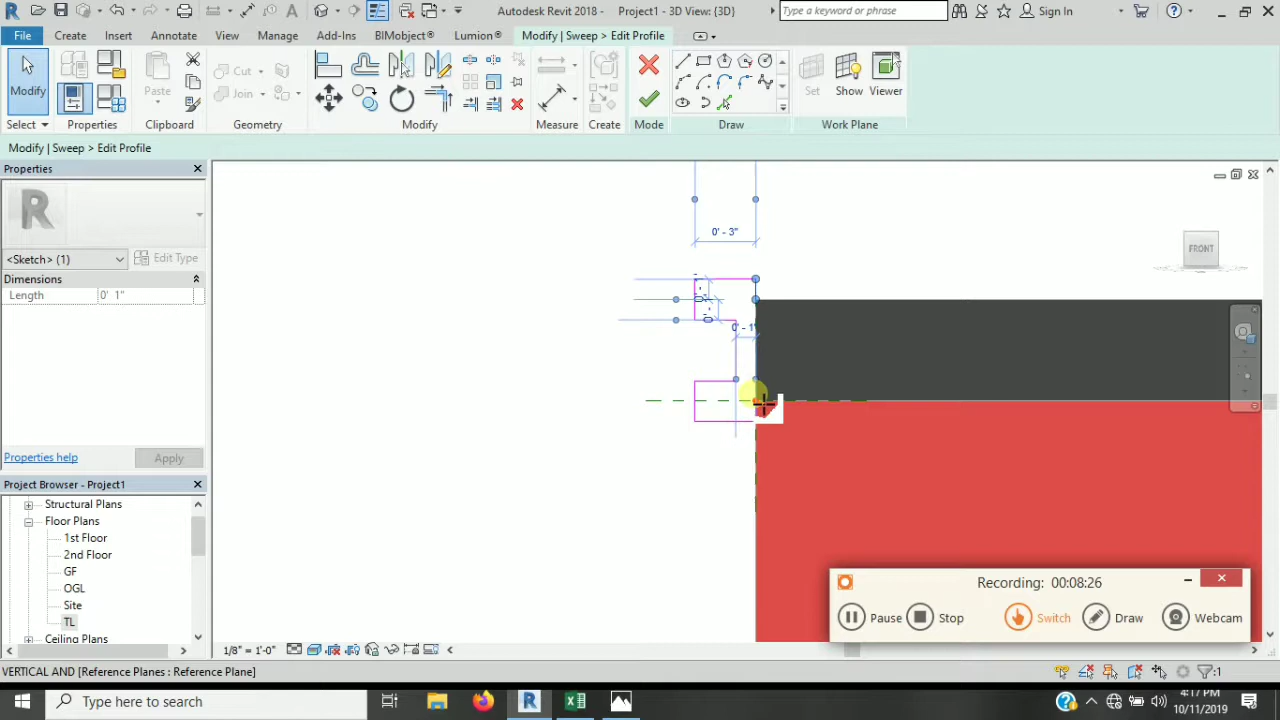 Autodesk Revit 2018 - Project1 - 3D View: {3D}
Type a keyword or phrase
Sign In
File Create Insert Annotate View Manage Add-Ins BIMobject® Lumion® Modify | Sweep > Edit Profile
Modify
Paste
Cut
Join
Set Show Viewer
Select Properties Clipboard Geometry Modify Measure Create Mode Draw Work Plane
Modify | Sweep > Edit Profile
Properties
<Sketch> (1) Edit Type
Dimensions
Length 0' 1"
Properties help Apply
Project Browser - Project1
Structural Plans
Floor Plans
1st Floor
2nd Floor
GF
OGL
Site
TL
Ceiling Plans
0' - 3"
0' - 1"
FRONT
Recording: 00:08:26
Pause Stop Switch Draw Webcam
1/8" = 1'-0"
VERTICAL AND [Reference Planes : Reference Plane]
:1
Type here to search
4:17 PM
10/11/2019